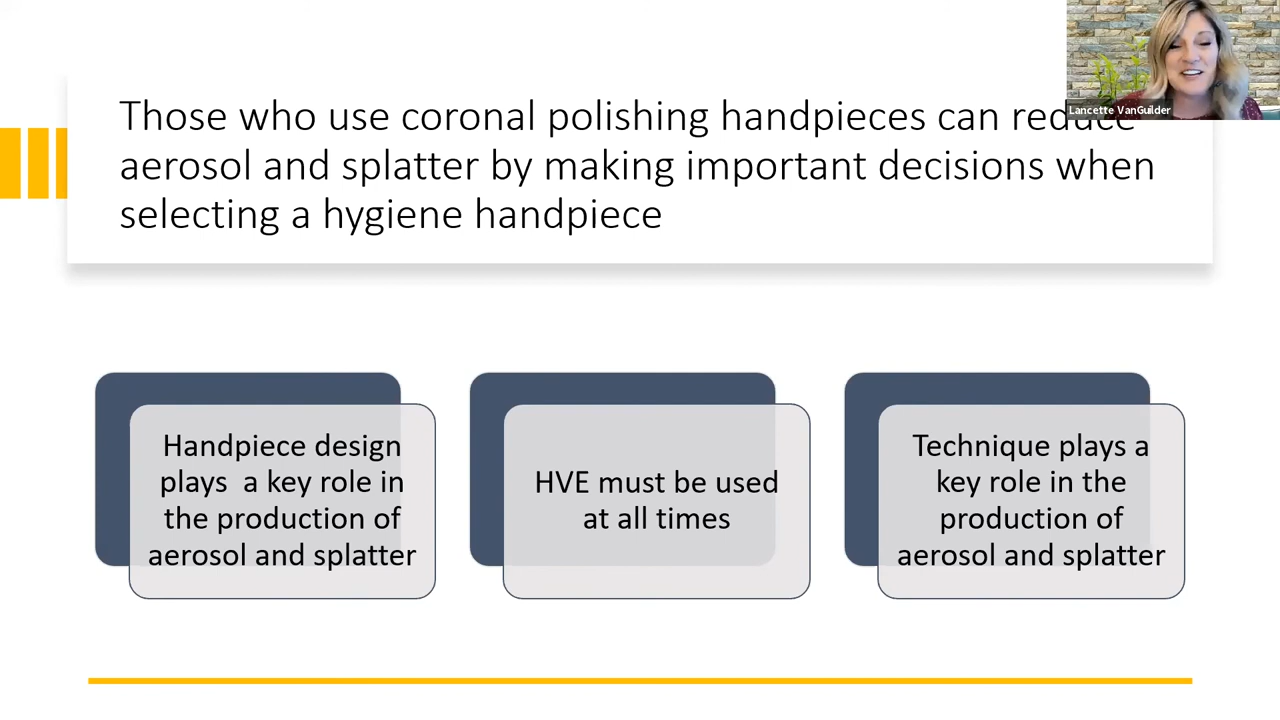 Lancette VanGuilder
Those who use coronal polishing handpieces can reduce
aerosol and splatter by making important decisions when
selecting a hygiene handpiece
Handpiece design
plays  a key role in
the production of
aerosol and splatter
HVE must be used
at all times
Technique plays a
key role in the
production of
aerosol and splatter